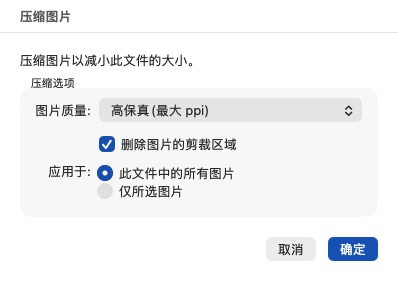 压缩图片
压缩图片以减小此文件的大小。
压缩选项
图片质量: 高保真 (最大 ppi)
删除图片的剪裁区域
应用于: 此文件中的所有图片
仅所选图片
取消 确定